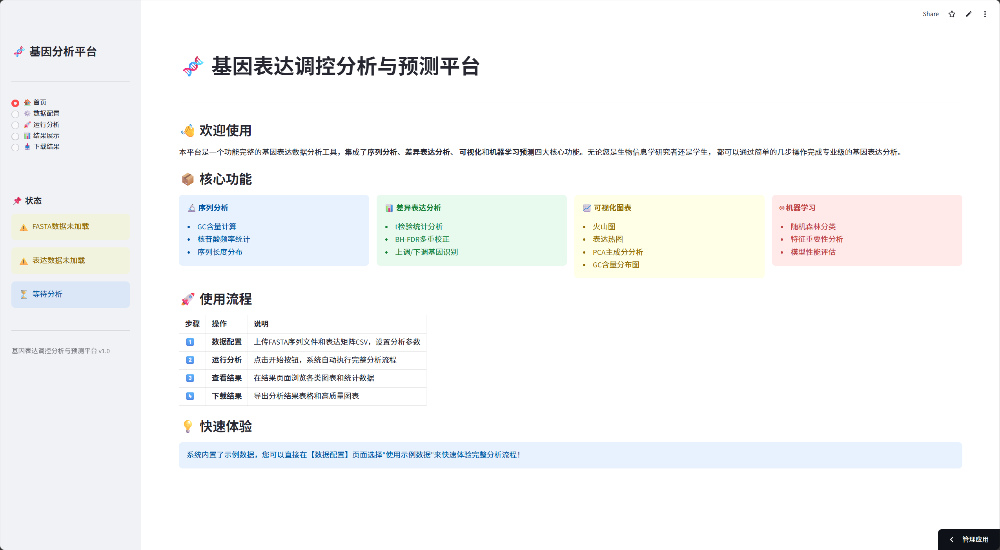 Share
基因分析平台
首页
数据配置
运行分析
结果展示
下载结果
状态
FASTA数据未加载
表达数据未加载
等待分析
基因表达调控分析与预测平台 v1.0
基因表达调控分析与预测平台
欢迎使用
本平台是一个功能完整的基因表达数据分析工具，集成了序列分析、差异表达分析、 可视化和机器学习预测四大核心功能。无论您是生物信息学研究者还是学生， 都可以通过简单的几步操作完成专业级的基因表达分析。
核心功能
序列分析
GC含量计算
核苷酸频率统计
序列长度分布
差异表达分析
t检验统计分析
BH-FDR多重校正
上调/下调基因识别
可视化图表
火山图
表达热图
PCA主成分分析
GC含量分布图
机器学习
随机森林分类
特征重要性分析
模型性能评估
使用流程
步骤 操作 说明
1 数据配置 上传FASTA序列文件和表达矩阵CSV，设置分析参数
2 运行分析 点击开始按钮，系统自动执行完整分析流程
3 查看结果 在结果页面浏览各类图表和统计数据
4 下载结果 导出分析结果表格和高质量图表
快速体验
系统内置了示例数据，您可以直接在【数据配置】页面选择"使用示例数据"来快速体验完整分析流程！
管理应用